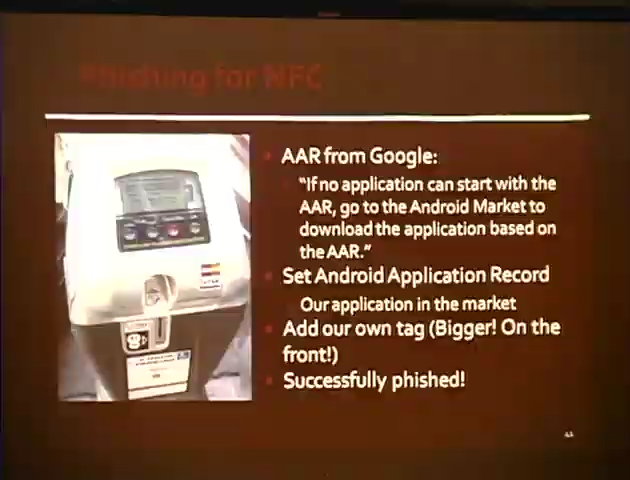 Phishing for NFC
AAR from Google:
"If no application can start with the
AAR, go to the Android Market to
download the application based on
the AAR."
Set Android Application Record
Our application in the market
Add our own tag (Bigger! On the
front!)
Successfully phished!